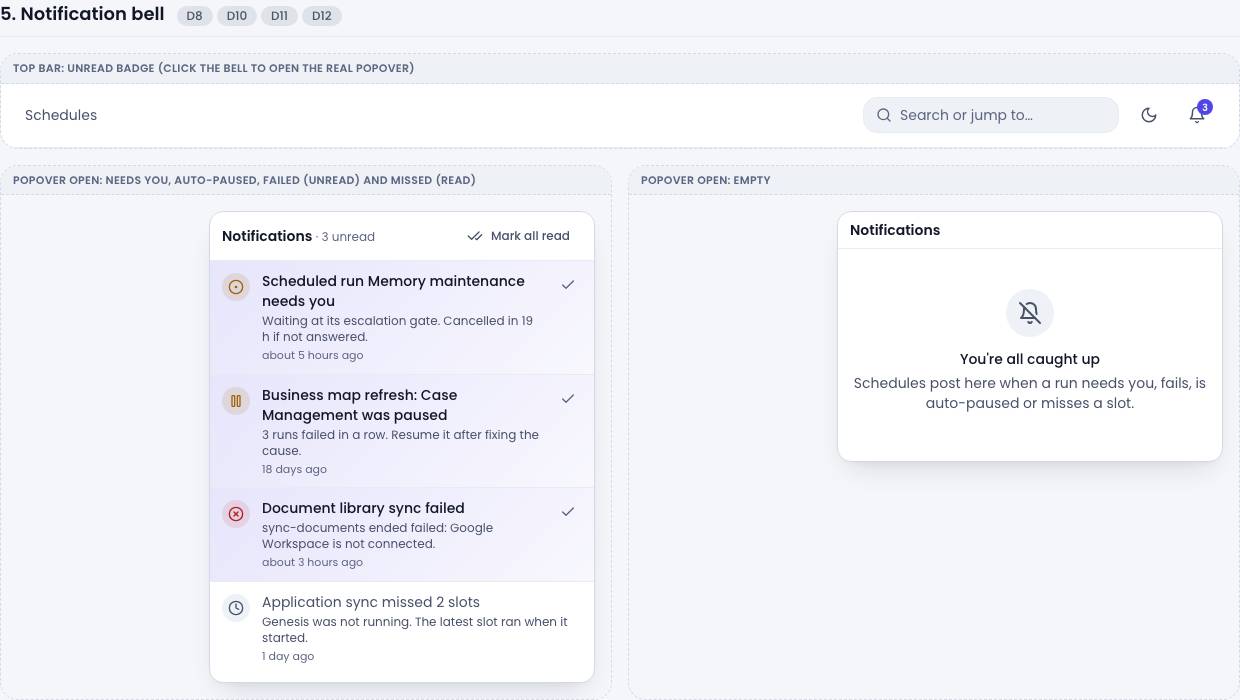 5. Notification bell D8 D10 D11 D12
TOP BAR: UNREAD BADGE (CLICK THE BELL TO OPEN THE REAL POPOVER)
Schedules
Search or jump to…
3
POPOVER OPEN: NEEDS YOU, AUTO-PAUSED, FAILED (UNREAD) AND MISSED (READ)
Notifications · 3 unread
Mark all read
Scheduled run Memory maintenance
needs you
Waiting at its escalation gate. Cancelled in 19
h if not answered.
about 5 hours ago
Business map refresh: Case
Management was paused
3 runs failed in a row. Resume it after fixing the
cause.
18 days ago
Document library sync failed
sync-documents ended failed: Google
Workspace is not connected.
about 3 hours ago
Application sync missed 2 slots
Genesis was not running. The latest slot ran when it
started.
1 day ago
POPOVER OPEN: EMPTY
Notifications
You're all caught up
Schedules post here when a run needs you, fails, is
auto-paused or misses a slot.